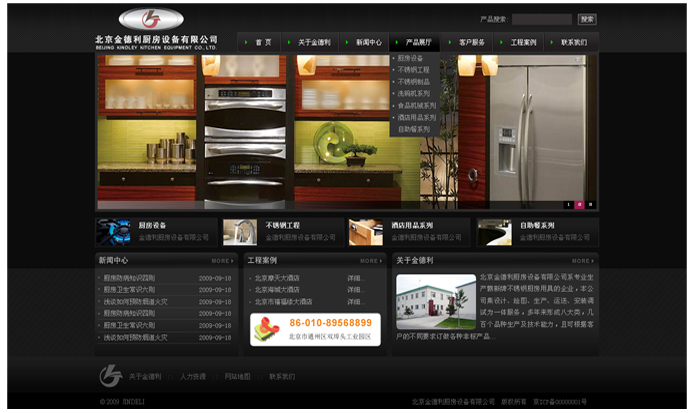 产品搜索:
搜索
北京金德利厨房设备有限公司
BEIJING KINDLEY KITCHEN EQUIPMENT CO., LTD.
首 页
关于金德利
新闻中心
产品展厅
客户服务
工程案例
联系我们
厨房设备
不锈钢工程
不锈钢制品
洗碗机系列
食品机械系列
酒店用品系列
自助餐系列
厨房设备
金德利厨房设备有限公司
不锈钢工程
金德利厨房设备有限公司
酒店用品系列
金德利厨房设备有限公司
自助餐系列
金德利厨房设备有限公司
新闻中心
MORE
厨房防病知识四则 2009-09-18
厨房卫生常识六则 2009-09-18
浅谈如何预防烟道火灾 2009-09-18
厨房防病知识四则 2009-09-18
厨房卫生常识六则 2009-09-18
浅谈如何预防烟道火灾 2009-09-18
工程案例
MORE
北京摩天大酒店 详细...
北京海城大酒店 详细...
北京市瑞福缘大酒店 详细...
86-010-89568899
北京市通州区双埠头工业园区
关于金德利
MORE
北京金德利厨房设备有限公司系专业生
产销新牌不锈钢厨房用具的企业，本公
司集设计、绘图、生产、运送、安装调
试为一体服务，多年来形成八大类，几
百个品种生产及技术能力，且可根据客
户的不同要求订做各种非标产品...
关于金德利
人力资源
网站地图
联系我们
© 2009 JINDELI
北京金德利厨房设备有限公司 版权所有 京ICP备00000001号